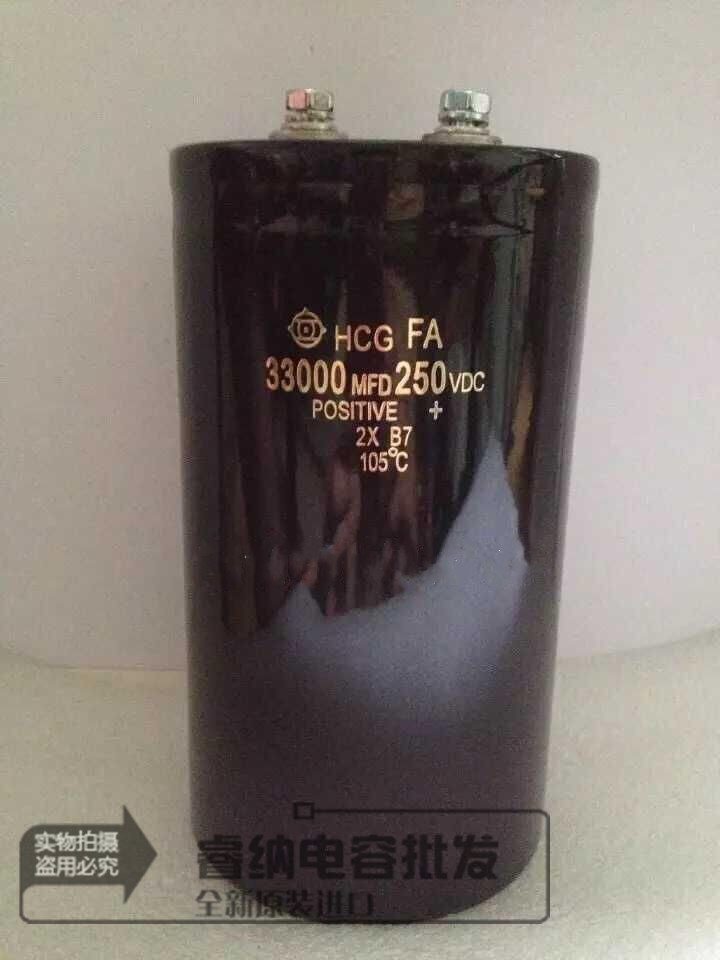 HCG FA
33000 MFD 250 VDC
POSITIVE +
2X B7
105°C
实物拍摄
盗用必究
睿纳电容批发
全新原装进口